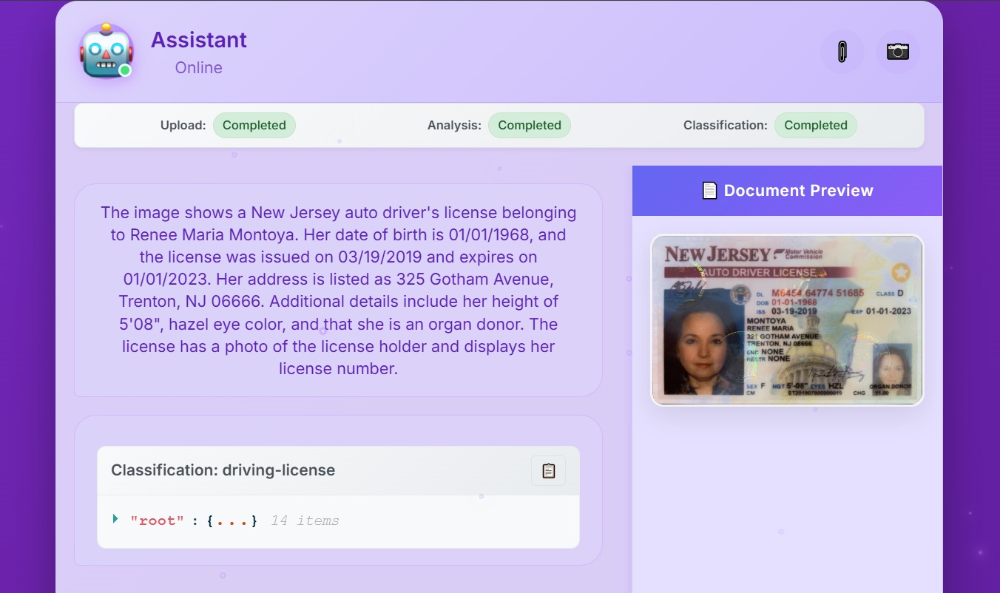 Assistant
Online
Upload: Completed Analysis: Completed Classification: Completed
The image shows a New Jersey auto driver's license belonging
to Renee Maria Montoya. Her date of birth is 01/01/1968, and
the license was issued on 03/19/2019 and expires on
01/01/2023. Her address is listed as 325 Gotham Avenue,
Trenton, NJ 06666. Additional details include her height of
5'08", hazel eye color, and that she is an organ donor. The
license has a photo of the license holder and displays her
license number.
Classification: driving-license
"root" : {...} 14 items
Document Preview
NEW JERSEY Motor Vehicle
Commission
AUTO DRIVER LICENSE
DL M6454 64774 51685 CLASS D
DOB 01-01-1968
ISS 03-19-2019 EXP 01-01-2023
MONTOYA
RENEE MARIA
GOTHAM AVENUE
TRENTON, NJ
END NONE
RESTR NONE
SEX F HGT 5'-08" EYES HZL ORGAN DONOR
CM CHG 11.00